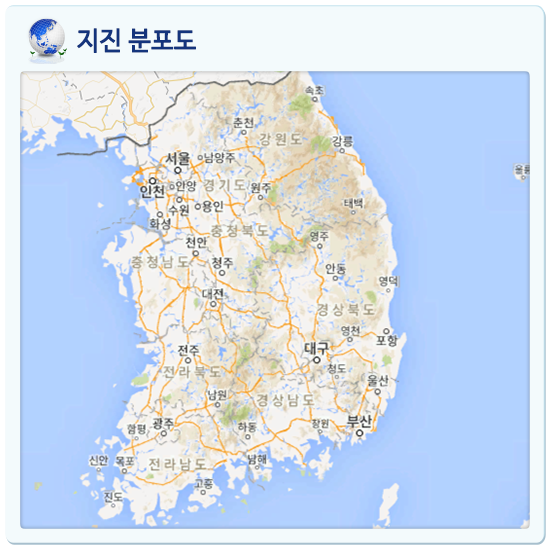 지진 분포도
속초
춘천
강원도
강릉
서울
남양주
인천
안양
경기도
원주
울릉
수원
용인
태백
화성
충청북도
영주
천안
충청남도
청주
안동
영덕
대전
경상북도
영천
포항
전주
대구
전라북도
청도
울산
남원
경상남도
함평
광주
하동
창원
부산
신안
목포
전라남도
남해
고흥
진도